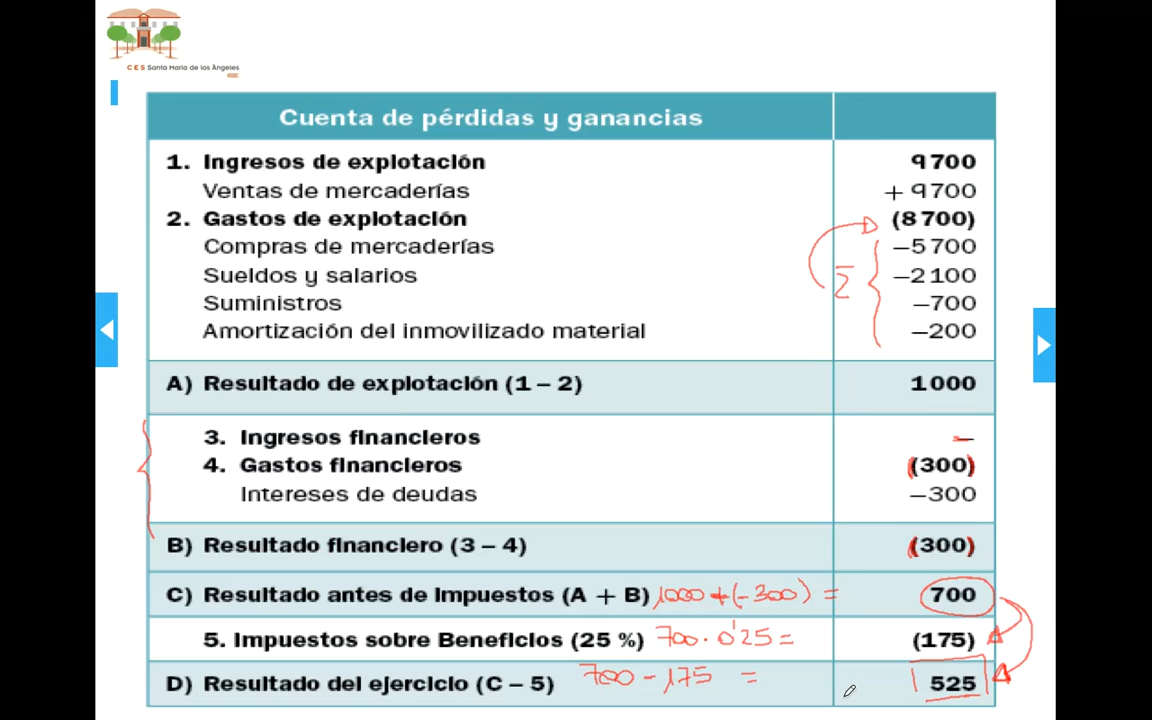 CES Santa María de los Ángeles
Cuenta de pérdidas y ganancias
1. Ingresos de explotación 9700
Ventas de mercaderías + 9700
2. Gastos de explotación (8700)
Compras de mercaderías −5700
Sueldos y salarios −2100
Suministros −700
Amortización del inmovilizado material −200
Σ
A) Resultado de explotación (1 – 2) 1000
3. Ingresos financieros –
4. Gastos financieros (300)
Intereses de deudas −300
B) Resultado financiero (3 – 4) (300)
C) Resultado antes de Impuestos (A + B) 1000+(-300) = 700
5. Impuestos sobre Beneficios (25 %) 700 · 0'25 = (175)
D) Resultado del ejercicio (C – 5) 700 - 175 = 525